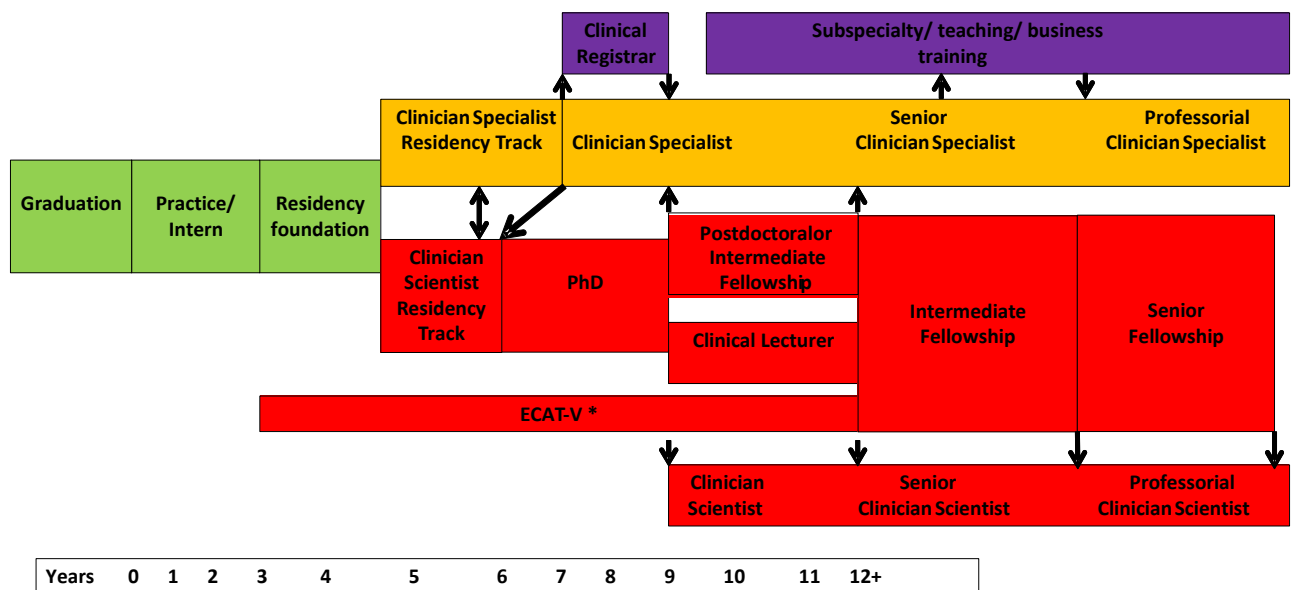 Clinical
Registrar
Subspecialty/ teaching/ business
training
Clinician Specialist
Residency Track
Clinician Specialist
Senior
Clinician Specialist
Professorial
Clinician Specialist
Graduation
Practice/
Intern
Residency
foundation
Clinician
Scientist
Residency
Track
PhD
Postdoctoralor
Intermediate
Fellowship
Clinical Lecturer
Intermediate
Fellowship
Senior
Fellowship
ECAT-V *
Clinician
Scientist
Senior
Clinician Scientist
Professorial
Clinician Scientist
Years 0 1 2 3 4 5 6 7 8 9 10 11 12+